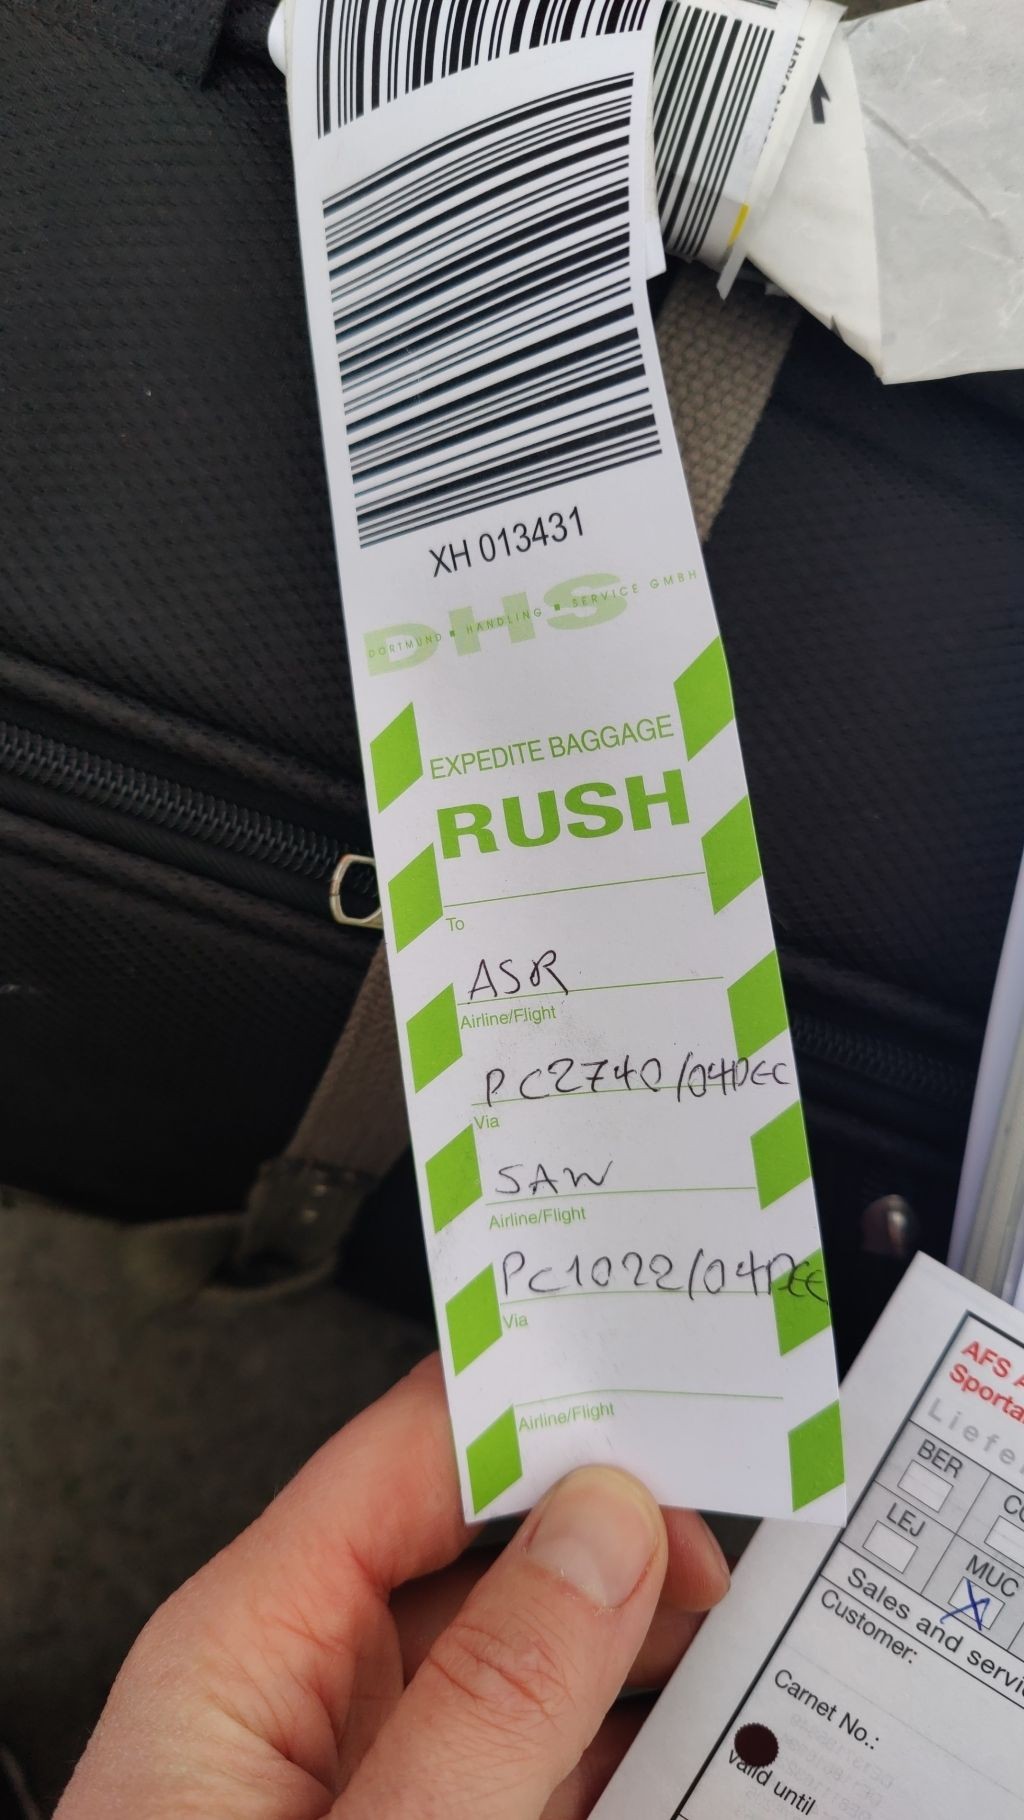 XH 013431
DHS
DORTMUND ■ HANDLING ■ SERVICE GMBH
EXPEDITE BAGGAGE
RUSH
To
ASR
Airline/Flight
PC2740/04DEC
Via
SAW
Airline/Flight
PC1022/04DEC
Via
Airline/Flight
AFS
BER
LEJ
MUC
Sales and
Customer:
Carnet No.:
valid until